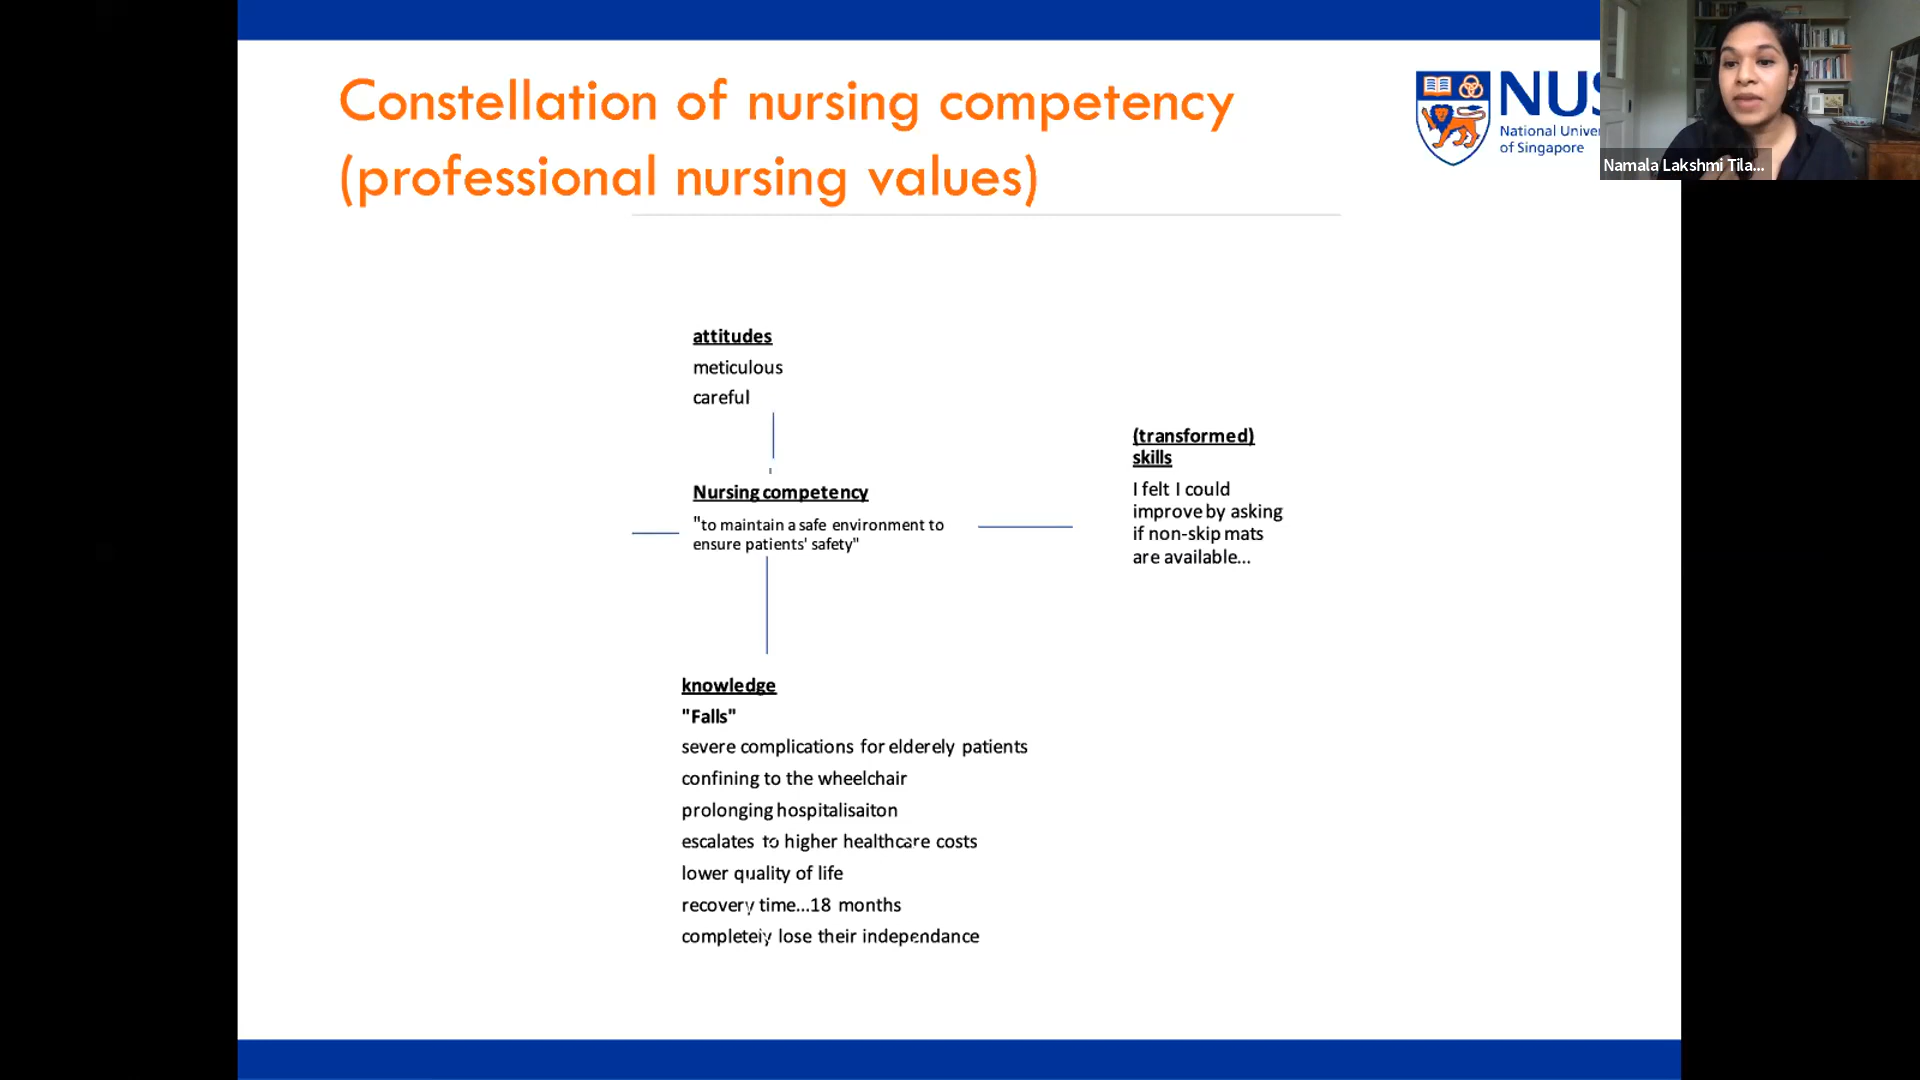 Constellation of nursing competency
(professional nursing values)
NUS
National Univer
of Singapore
Namala Lakshmi Tila...
attitudes
meticulous
careful
(transformed)
skills
I felt I could
improve by asking
if non-skip mats
are available...
Nursing competency
"to maintain a safe environment to
ensure patients' safety"
knowledge
"Falls"
severe complications for elderely patients
confining to the wheelchair
prolonging hospitalisaiton
escalates to higher healthcare costs
lower quality of life
recovery time...18 months
completely lose their independance